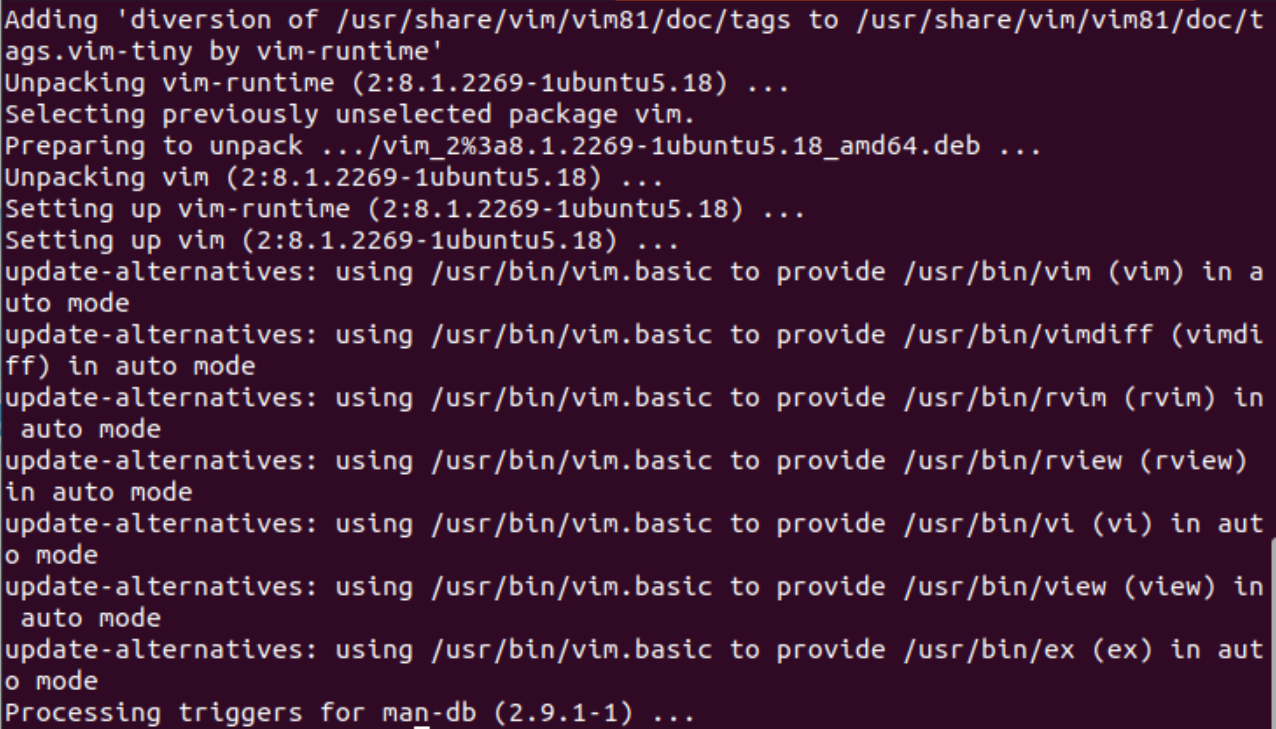 Adding 'diversion of /usr/share/vim/vim81/doc/tags to /usr/share/vim/vim81/doc/t
ags.vim-tiny by vim-runtime'
Unpacking vim-runtime (2:8.1.2269-1ubuntu5.18) ...
Selecting previously unselected package vim.
Preparing to unpack .../vim_2%3a8.1.2269-1ubuntu5.18_amd64.deb ...
Unpacking vim (2:8.1.2269-1ubuntu5.18) ...
Setting up vim-runtime (2:8.1.2269-1ubuntu5.18) ...
Setting up vim (2:8.1.2269-1ubuntu5.18) ...
update-alternatives: using /usr/bin/vim.basic to provide /usr/bin/vim (vim) in a
uto mode
update-alternatives: using /usr/bin/vim.basic to provide /usr/bin/vimdiff (vimdi
ff) in auto mode
update-alternatives: using /usr/bin/vim.basic to provide /usr/bin/rvim (rvim) in
 auto mode
update-alternatives: using /usr/bin/vim.basic to provide /usr/bin/rview (rview)
in auto mode
update-alternatives: using /usr/bin/vim.basic to provide /usr/bin/vi (vi) in aut
o mode
update-alternatives: using /usr/bin/vim.basic to provide /usr/bin/view (view) in
 auto mode
update-alternatives: using /usr/bin/vim.basic to provide /usr/bin/ex (ex) in aut
o mode
Processing triggers for man-db (2.9.1-1) ...